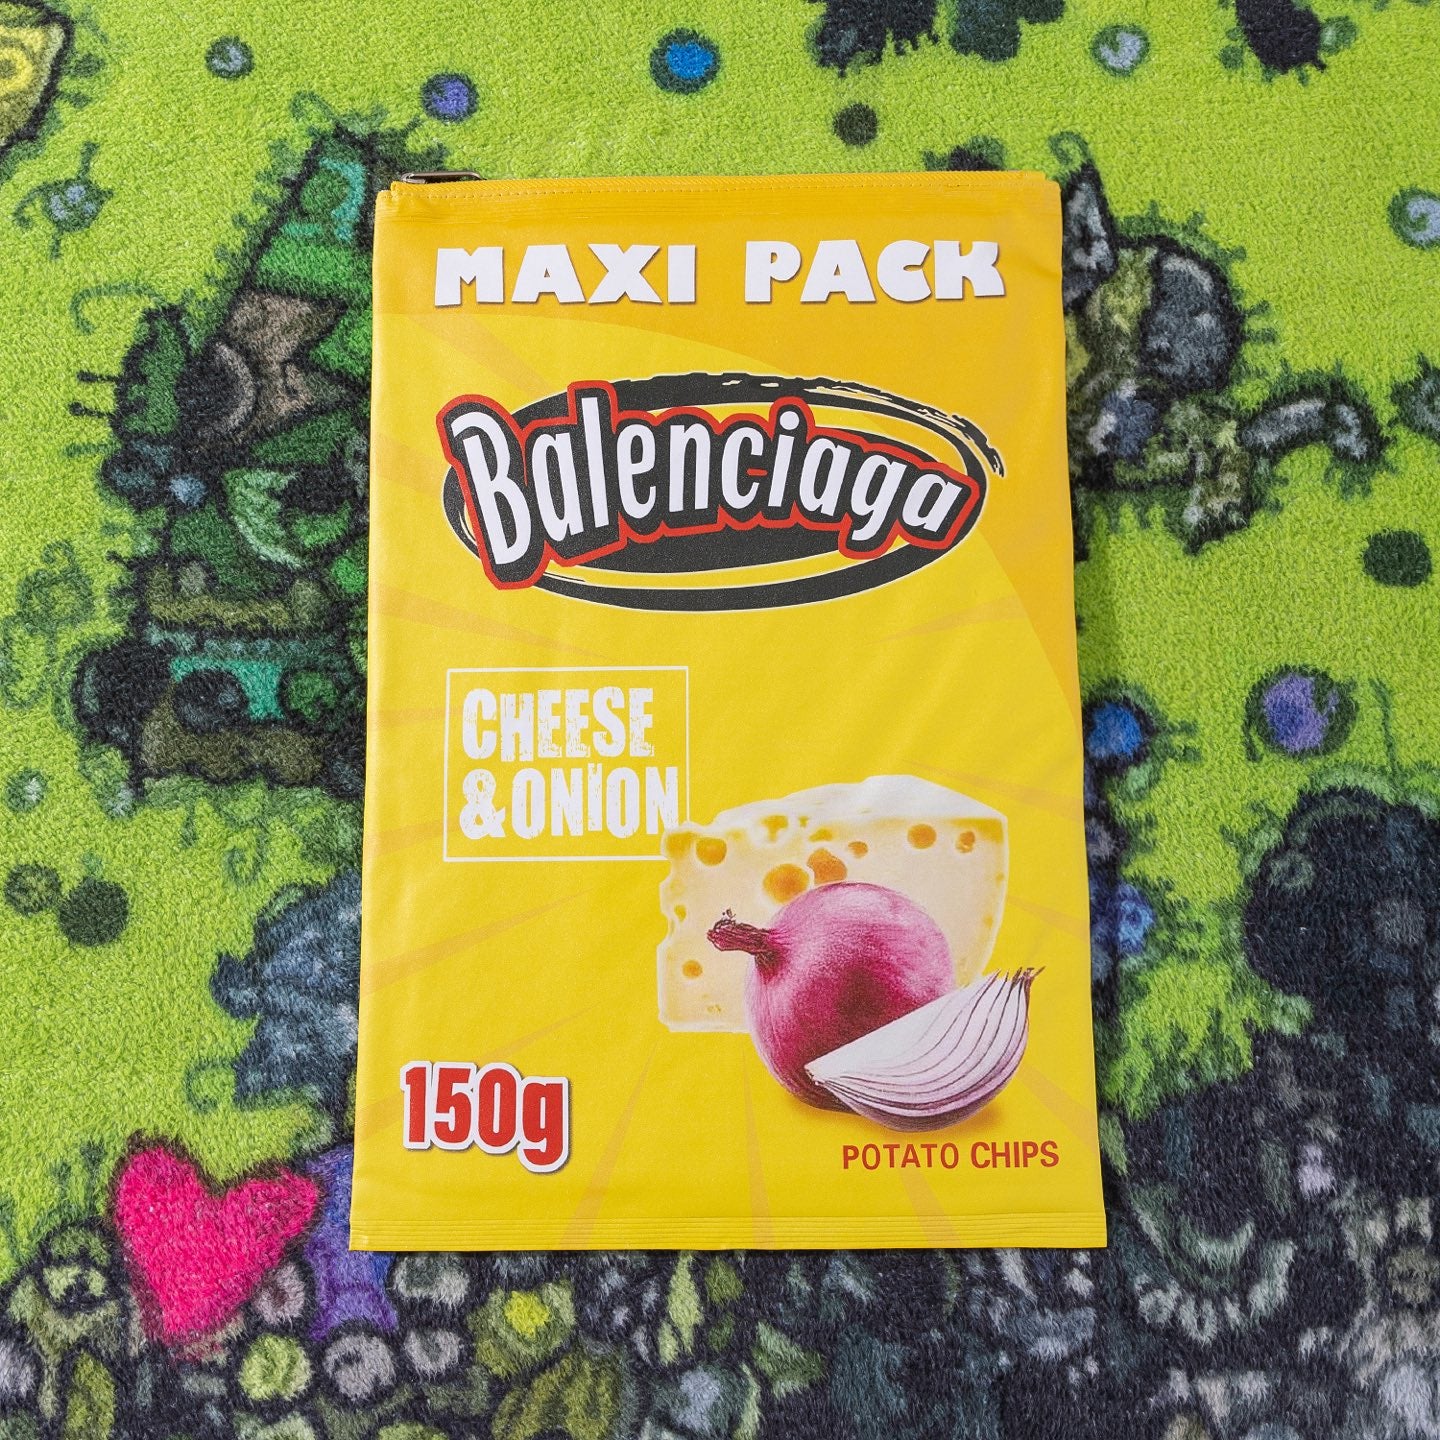 MAXI PACK
Balenciaga
CHEESE
&ONION
150g
POTATO CHIPS